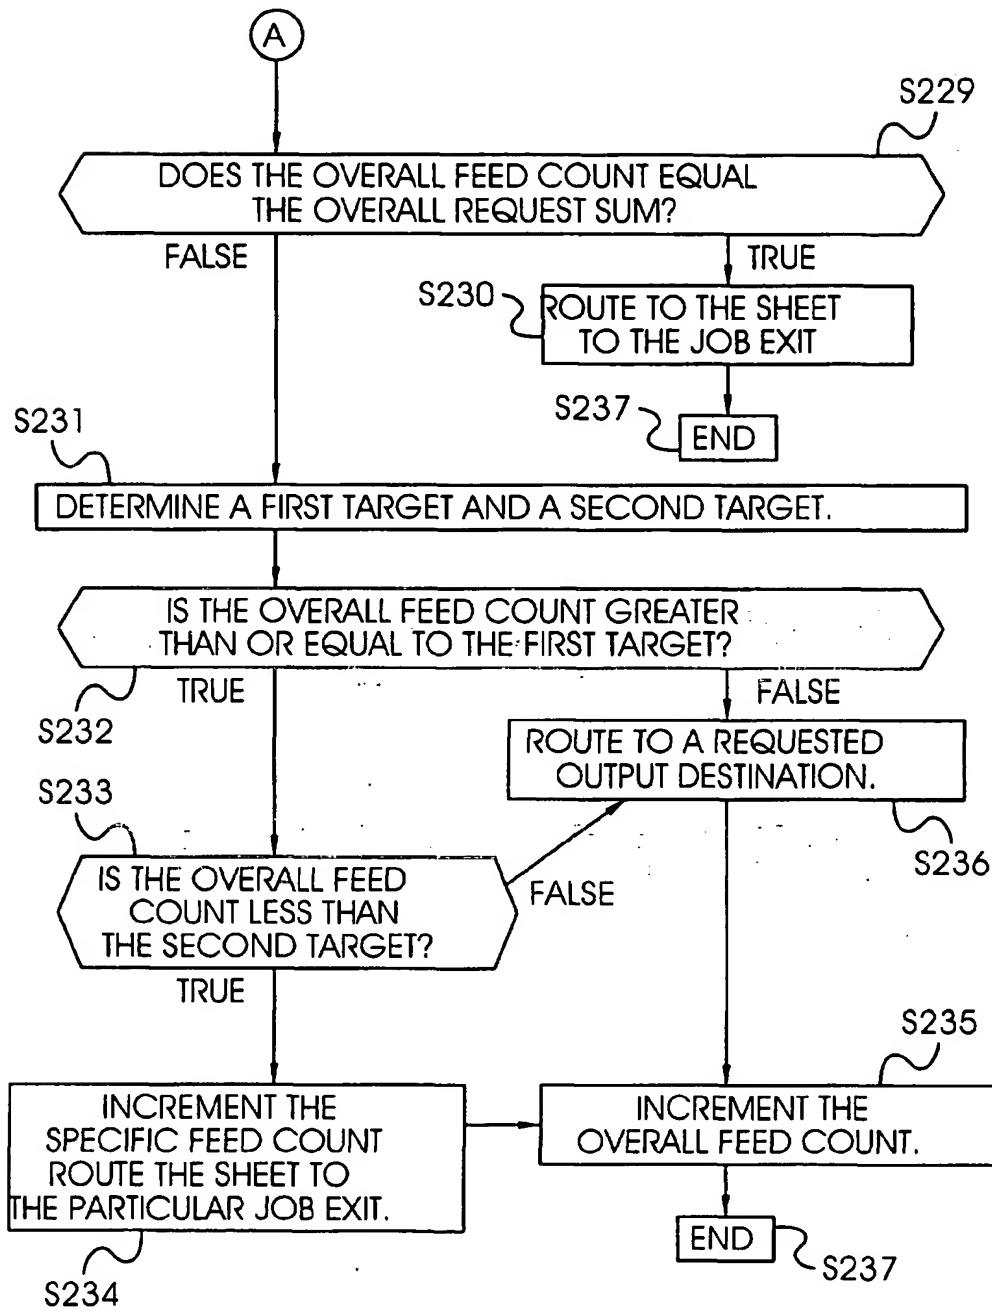 A
S229
DOES THE OVERALL FEED COUNT EQUAL
THE OVERALL REQUEST SUM?
FALSE
TRUE
S230
ROUTE TO THE SHEET
TO THE JOB EXIT
S237
END
S231
DETERMINE A FIRST TARGET AND A SECOND TARGET.
IS THE OVERALL FEED COUNT GREATER
THAN OR EQUAL TO THE FIRST TARGET?
TRUE
FALSE
S232
ROUTE TO A REQUESTED
OUTPUT DESTINATION.
S233
S236
IS THE OVERALL FEED
COUNT LESS THAN
THE SECOND TARGET?
FALSE
TRUE
S235
INCREMENT THE
SPECIFIC FEED COUNT
ROUTE THE SHEET TO
THE PARTICULAR JOB EXIT.
INCREMENT THE
OVERALL FEED COUNT.
S234
END
S237